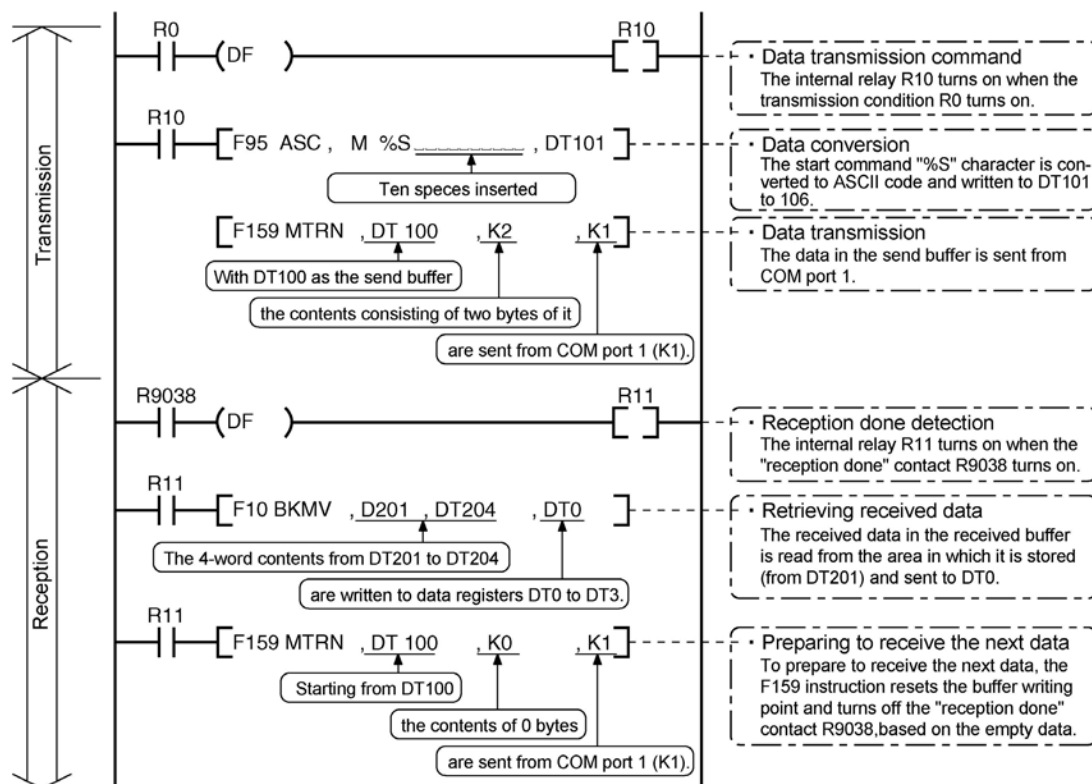 Transmission
R0
DF
R10
· Data transmission command
The internal relay R10 turns on when the
transmission condition R0 turns on.
R10
F95 ASC , M %S , DT101
Ten speces inserted
· Data conversion
The start command "%S" character is con-
verted to ASCII code and written to DT101
to 106.
F159 MTRN , DT 100 , K2 , K1
With DT100 as the send buffer
the contents consisting of two bytes of it
are sent from COM port 1 (K1).
· Data transmission
The data in the send buffer is sent from
COM port 1.
Reception
R9038
DF
R11
· Reception done detection
The internal relay R11 turns on when the
"reception done" contact R9038 turns on.
R11
F10 BKMV , D201 , DT204 , DT0
The 4-word contents from DT201 to DT204
are written to data registers DT0 to DT3.
· Retrieving received data
The received data in the received buffer
is read from the area in which it is stored
(from DT201) and sent to DT0.
R11
F159 MTRN , DT 100 , K0 , K1
Starting from DT100
the contents of 0 bytes
are sent from COM port 1 (K1).
· Preparing to receive the next data
To prepare to receive the next data, the
F159 instruction resets the buffer writing
point and turns off the "reception done"
contact R9038,based on the empty data.